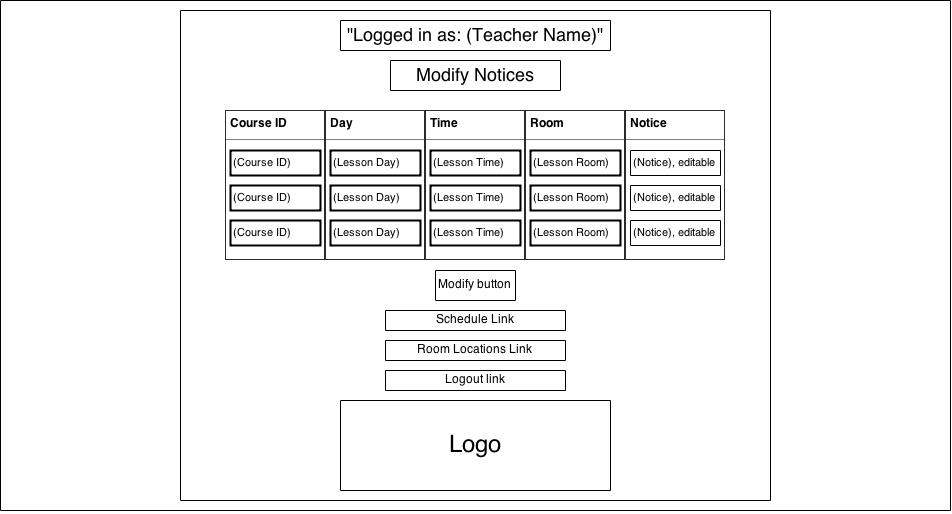 "Logged in as: (Teacher Name)"
Modify Notices
Course ID Day Time Room Notice
(Course ID) (Lesson Day) (Lesson Time) (Lesson Room) (Notice), editable
(Course ID) (Lesson Day) (Lesson Time) (Lesson Room) (Notice), editable
(Course ID) (Lesson Day) (Lesson Time) (Lesson Room) (Notice), editable
Modify button
Schedule Link
Room Locations Link
Logout link
Logo